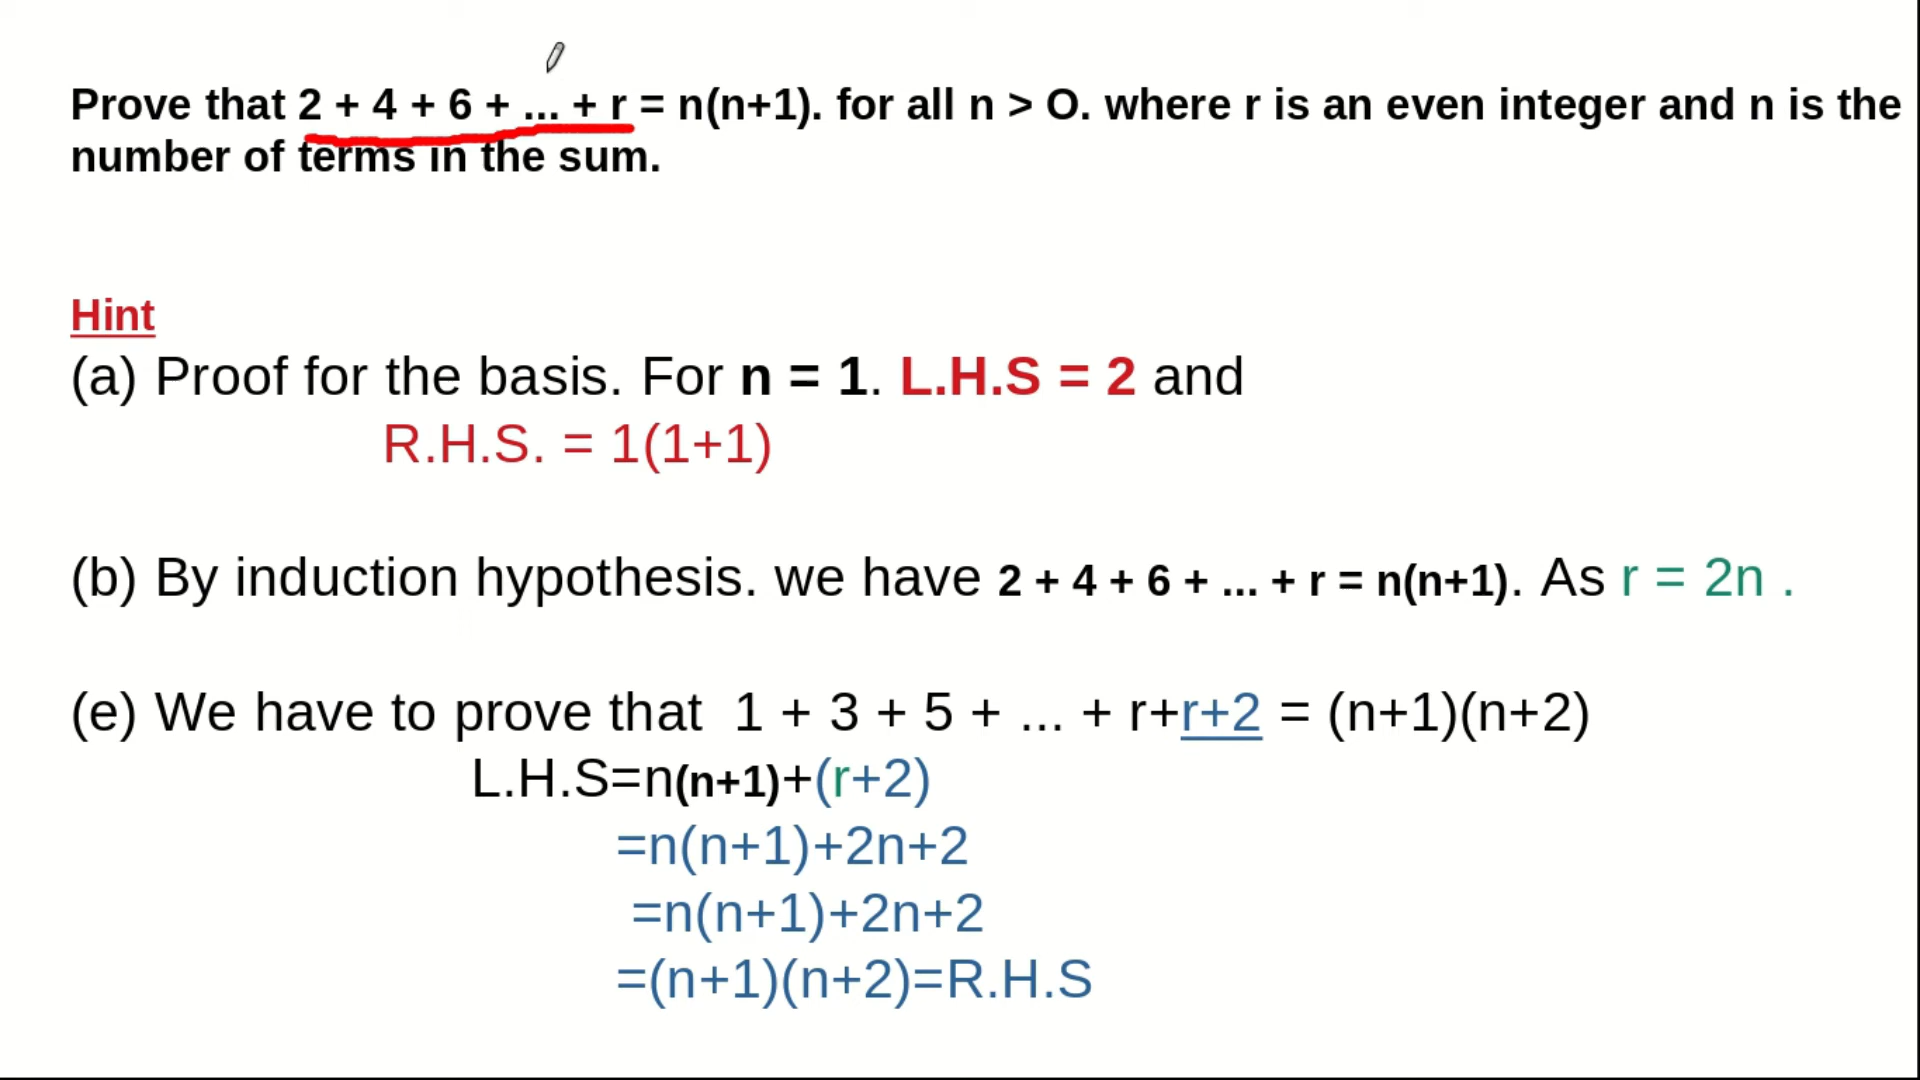 Prove that 2 + 4 + 6 + ... + r = n(n+1). for all n > O. where r is an even integer and n is the
number of terms in the sum.
Hint
(a) Proof for the basis. For n = 1. L.H.S = 2 and
R.H.S. = 1(1+1)
(b) By induction hypothesis. we have 2 + 4 + 6 + ... + r = n(n+1). As r = 2n .
(e) We have to prove that 1 + 3 + 5 + ... + r+r+2 = (n+1)(n+2)
L.H.S=n(n+1)+(r+2)
=n(n+1)+2n+2
=n(n+1)+2n+2
=(n+1)(n+2)=R.H.S